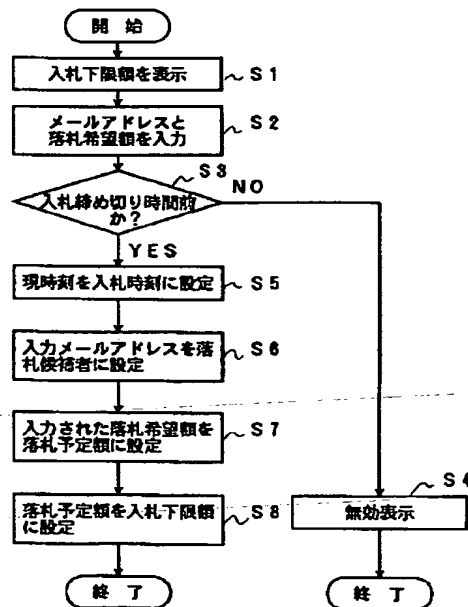 開 始
入札下限額を表示
S1
メールアドレスと
落札希望額を入力
S2
S3
入札締め切り時間前
か？
NO
YES
現時刻を入札時刻に設定
S5
入力メールアドレスを落
札候補者に設定
S6
入力された落札希望額を
落札予定額に設定
S7
落札予定額を入札下限額
に設定
S8
S4
無効表示
終 了
終 了